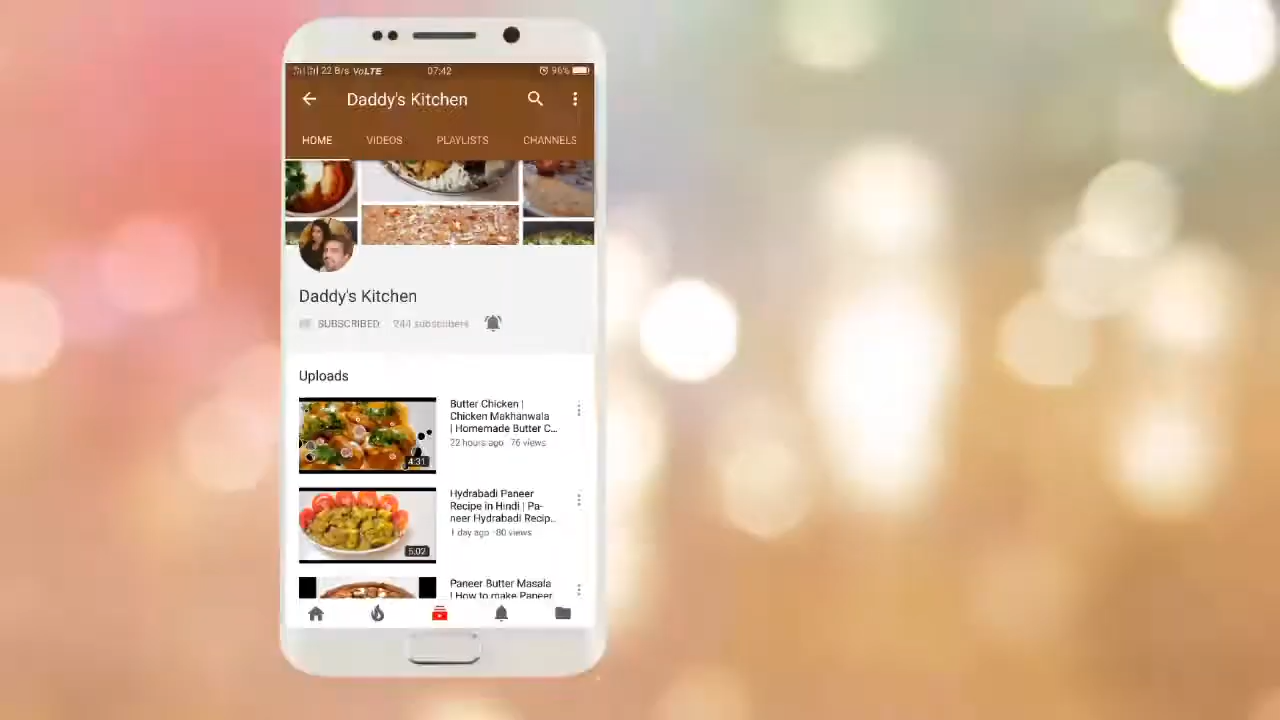 22 B/s VoLTE 07:42 96%
Daddy's Kitchen
HOME VIDEOS PLAYLISTS CHANNELS
Daddy's Kitchen
SUBSCRIBED 244 subscribers
Uploads
Butter Chicken |
Chicken Makhanwala
| Homemade Butter C...
22 hours ago · 76 views
4:31
Hydrabadi Paneer
Recipe in Hindi | Pa-
neer Hydrabadi Recip...
1 day ago · 80 views
5:02
Paneer Butter Masala
| How to make Paneer